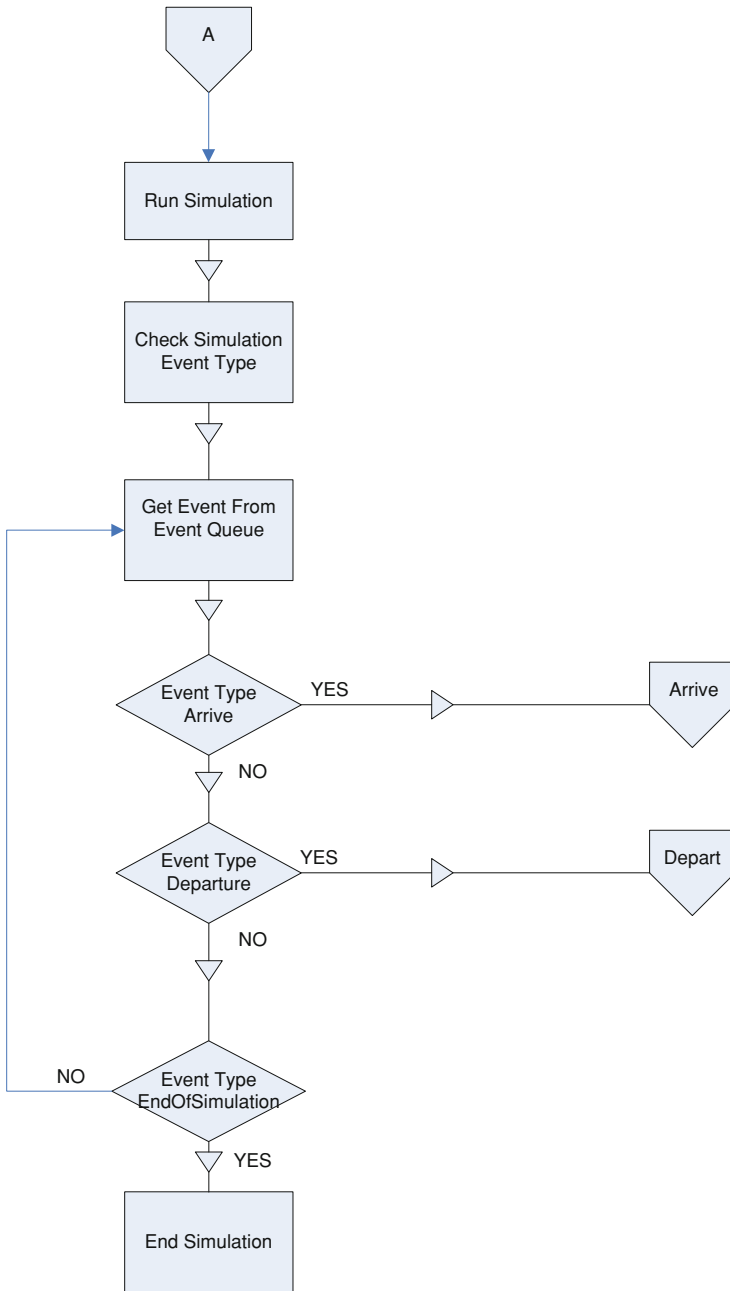 A
Run Simulation
Check Simulation
Event Type
Get Event From
Event Queue
Event Type
Arrive
YES
Arrive
NO
Event Type
Departure
YES
Depart
NO
Event Type
EndOfSimulation
NO
YES
End Simulation